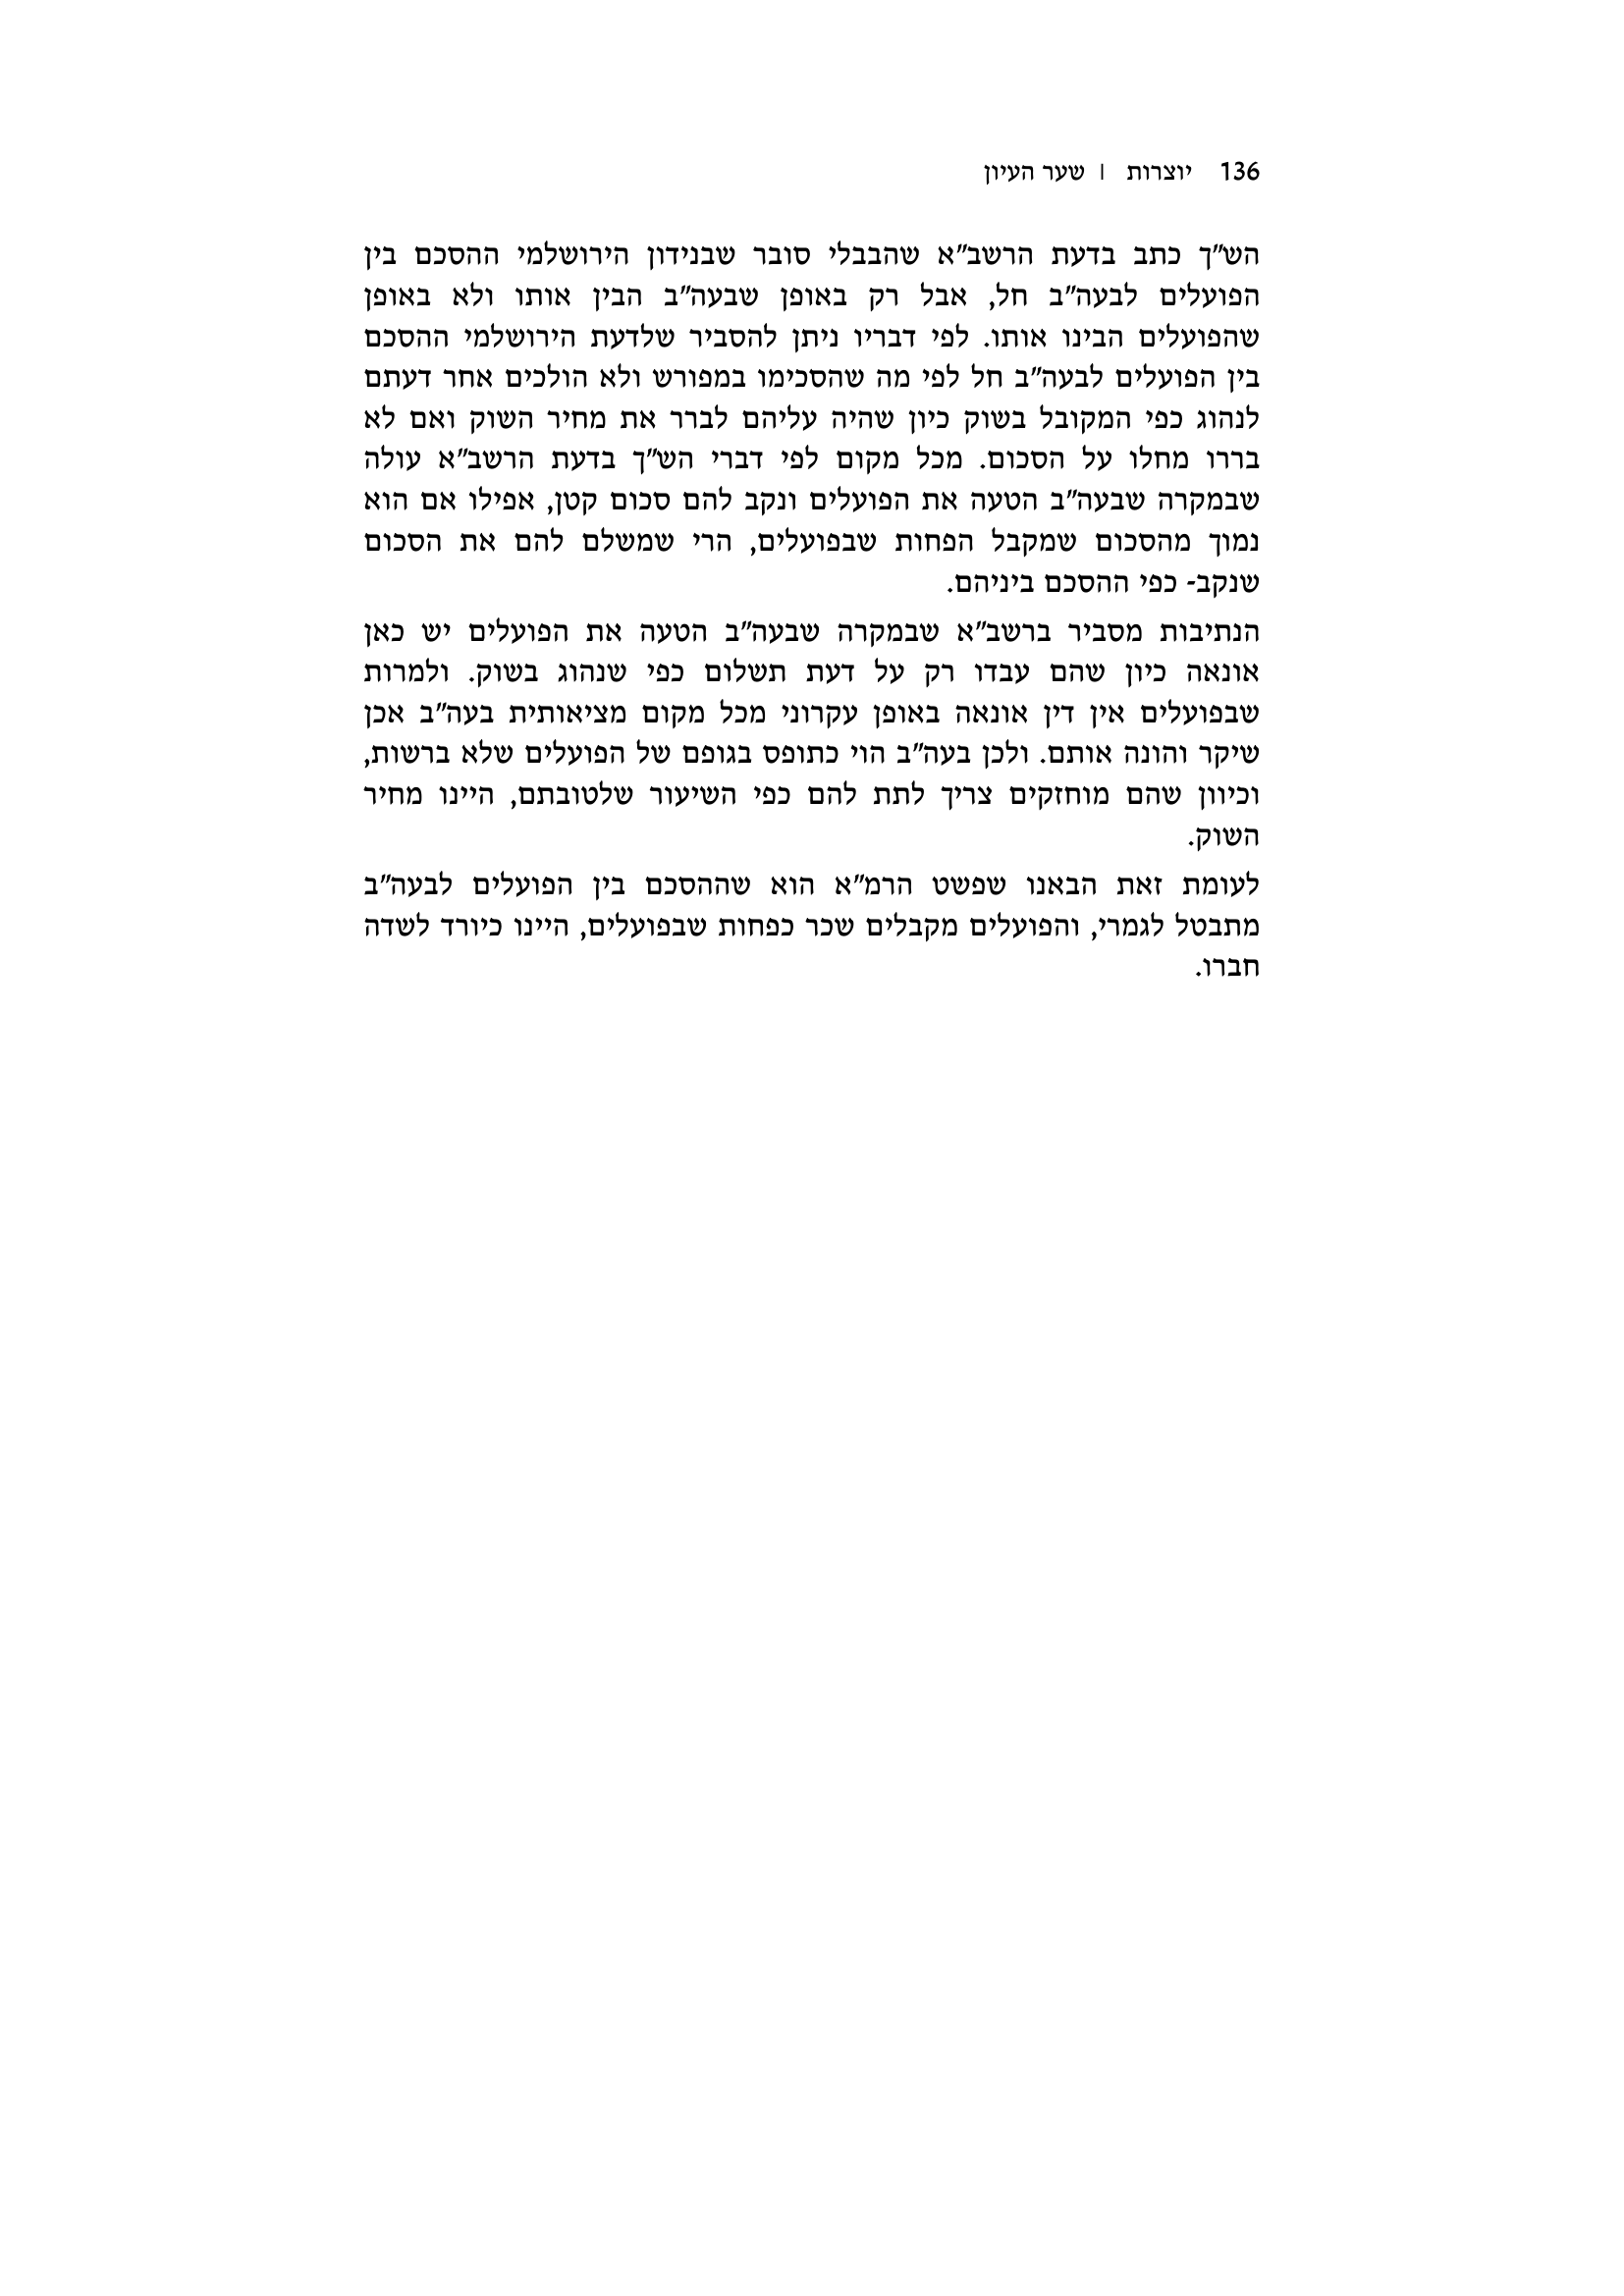 136 יוצרות | שער העיון
הש"ך כתב בדעת הרשב"א שהבבלי סובר שבנידון הירושלמי ההסכם בין
הפועלים לבעה"ב חל, אבל רק באופן שבעה"ב הבין אותו ולא באופן
שהפועלים הבינו אותו. לפי דבריו ניתן להסביר שלדעת הירושלמי ההסכם
בין הפועלים לבעה"ב חל לפי מה שהסכימו במפורש ולא הולכים אחר דעתם
לנהוג כפי המקובל בשוק כיון שהיה עליהם לברר את מחיר השוק ואם לא
בררו מחלו על הסכום. מכל מקום לפי דברי הש"ך בדעת הרשב"א עולה
שבמקרה שבעה"ב הטעה את הפועלים ונקב להם סכום קטן, אפילו אם הוא
נמוך מהסכום שמקבל הפחות שבפועלים, הרי שמשלם להם את הסכום
שנקב- כפי ההסכם ביניהם.
הנתיבות מסביר ברשב"א שבמקרה שבעה"ב הטעה את הפועלים יש כאן
אונאה כיון שהם עבדו רק על דעת תשלום כפי שנהוג בשוק. ולמרות
שבפועלים אין דין אונאה באופן עקרוני מכל מקום מציאותית בעה"ב אכן
שיקר והונה אותם. ולכן בעה"ב הוי כתופס בגופם של הפועלים שלא ברשות,
וכיוון שהם מוחזקים צריך לתת להם כפי השיעור שלטובתם, היינו מחיר
השוק.
לעומת זאת הבאנו שפשט הרמ"א הוא שההסכם בין הפועלים לבעה"ב
מתבטל לגמרי, והפועלים מקבלים שכר כפחות שבפועלים, היינו כיורד לשדה
חברו.